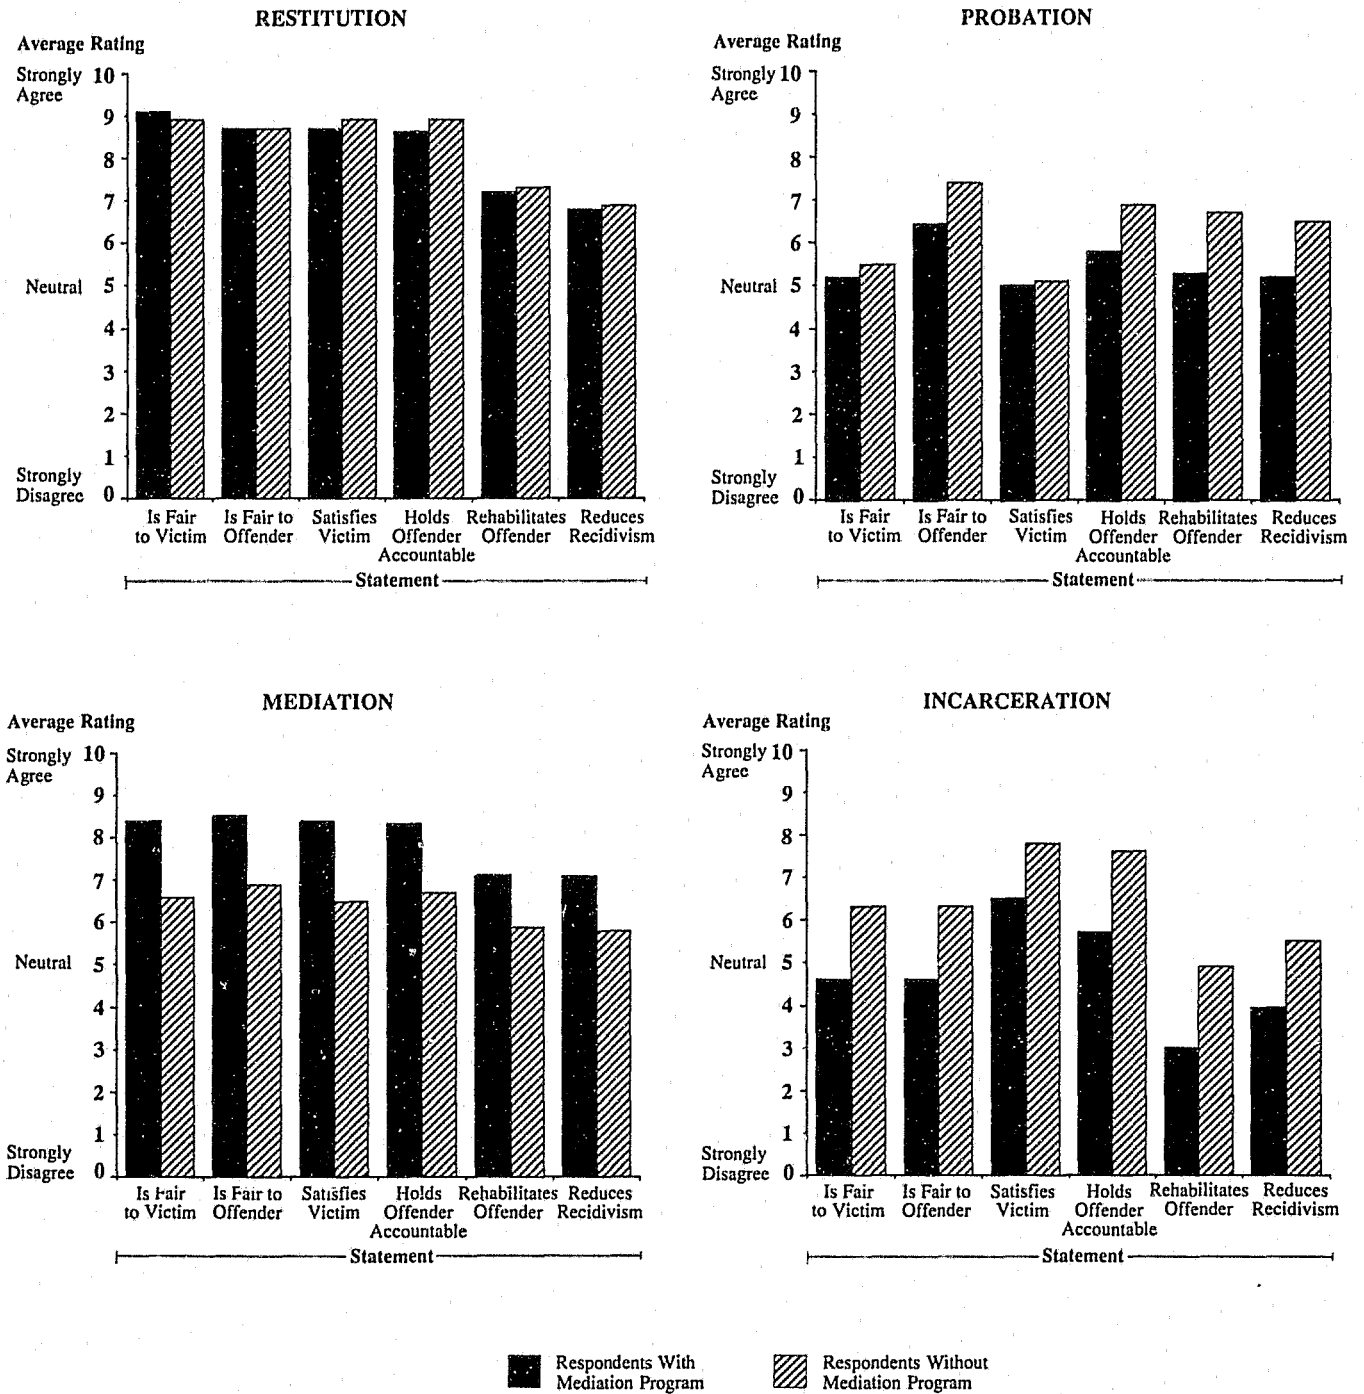 RESTITUTION
Average Rating
Strongly Agree
10
9
8
7
6
Neutral
5
4
3
2
1
Strongly Disagree
0
Is Fair to Victim
Is Fair to Offender
Satisfies Victim
Holds Offender Accountable
Rehabilitates Offender
Reduces Recidivism
Statement
PROBATION
Average Rating
Strongly Agree
10
9
8
7
6
Neutral
5
4
3
2
1
Strongly Disagree
0
Is Fair to Victim
Is Fair to Offender
Satisfies Victim
Holds Offender Accountable
Rehabilitates Offender
Reduces Recidivism
Statement
MEDIATION
Average Rating
Strongly Agree
10
9
8
7
6
Neutral
5
4
3
2
1
Strongly Disagree
0
Is Fair to Victim
Is Fair to Offender
Satisfies Victim
Holds Offender Accountable
Rehabilitates Offender
Reduces Recidivism
Statement
INCARCERATION
Average Rating
Strongly Agree
10
9
8
7
6
Neutral
5
4
3
2
1
Strongly Disagree
0
Is Fair to Victim
Is Fair to Offender
Satisfies Victim
Holds Offender Accountable
Rehabilitates Offender
Reduces Recidivism
Statement
Respondents With
Mediation Program
Respondents Without
Mediation Program